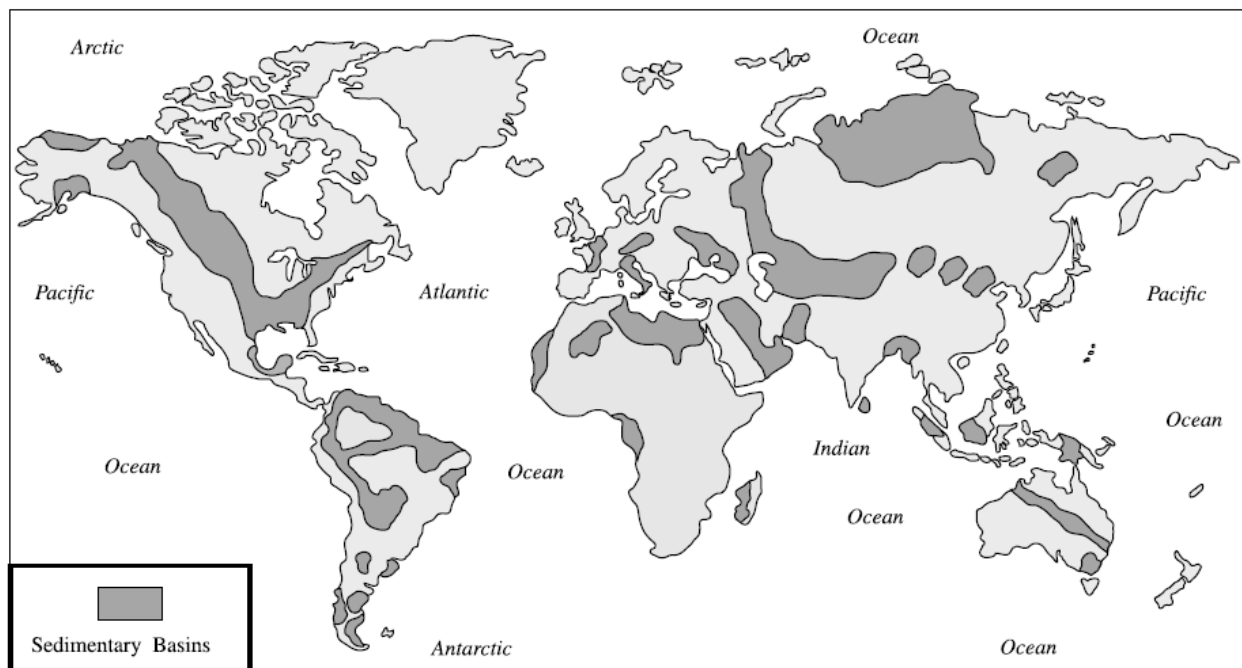 Arctic
Ocean
Pacific
Atlantic
Pacific
Ocean
Ocean
Indian
Ocean
Ocean
Sedimentary Basins
Antarctic
Ocean